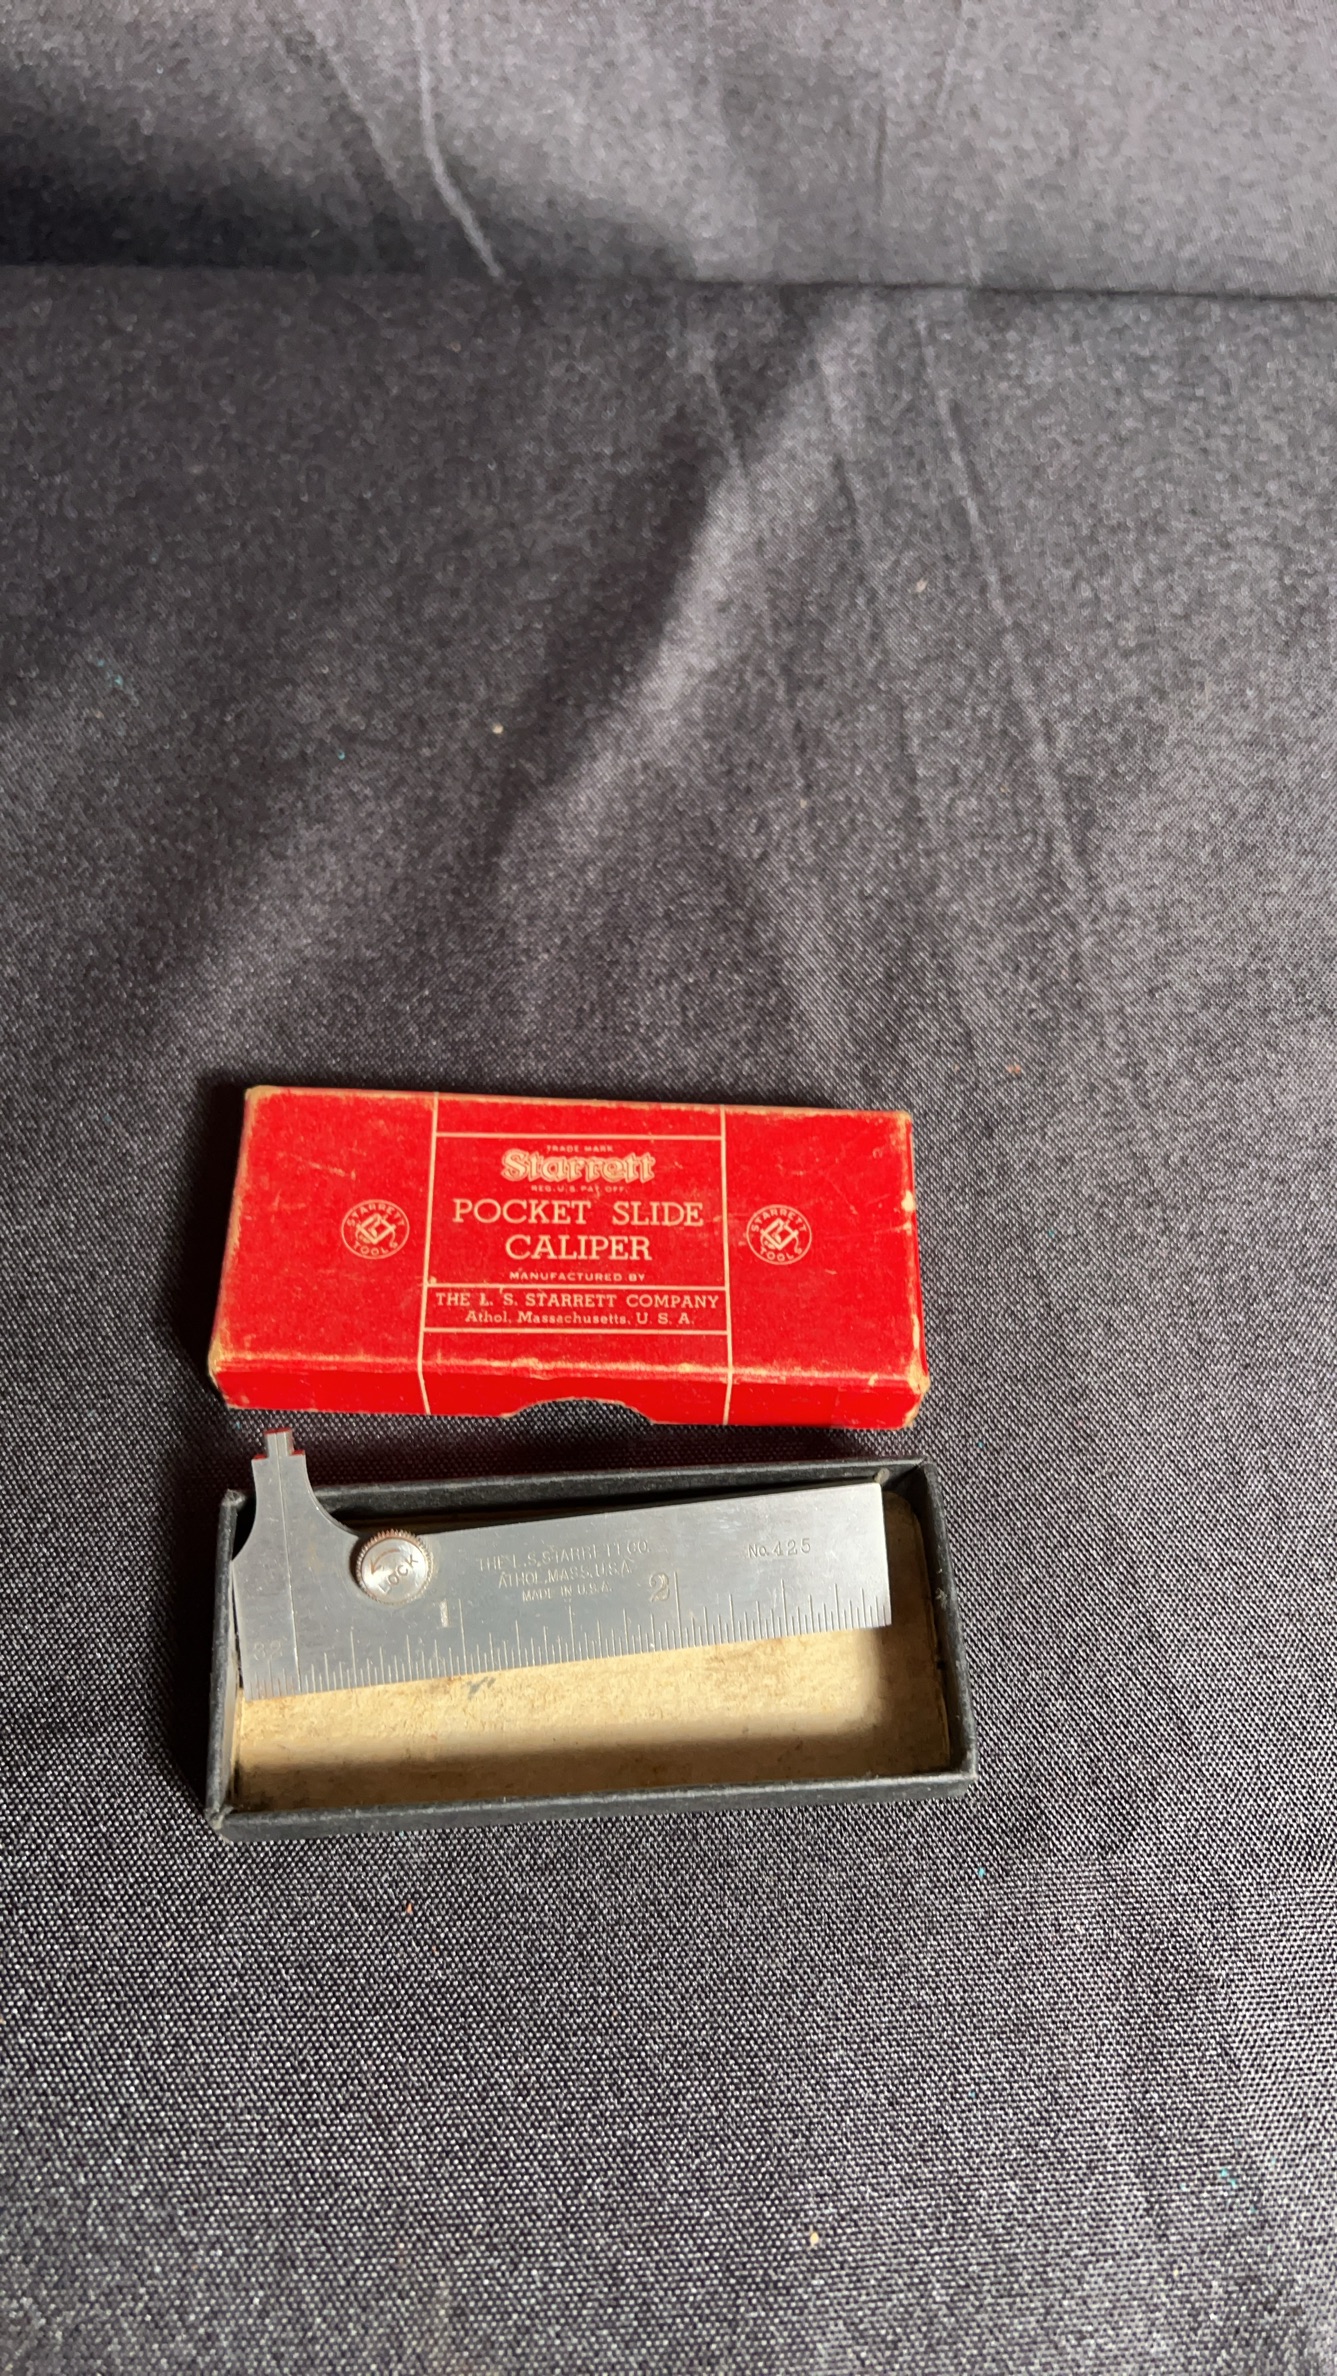 TRADE MARK
Starrett
REG. U.S. PAT. OFF.
POCKET SLIDE
CALIPER
MANUFACTURED BY
THE L. S. STARRETT COMPANY
Athol, Massachusetts, U. S. A.
STARRETT
TOOLS
STARRETT
TOOLS
LOCK
THE L.S. STARRETT CO.
ATHOL, MASS. U.S.A.
MADE IN U.S.A.
No. 425
1
2
32